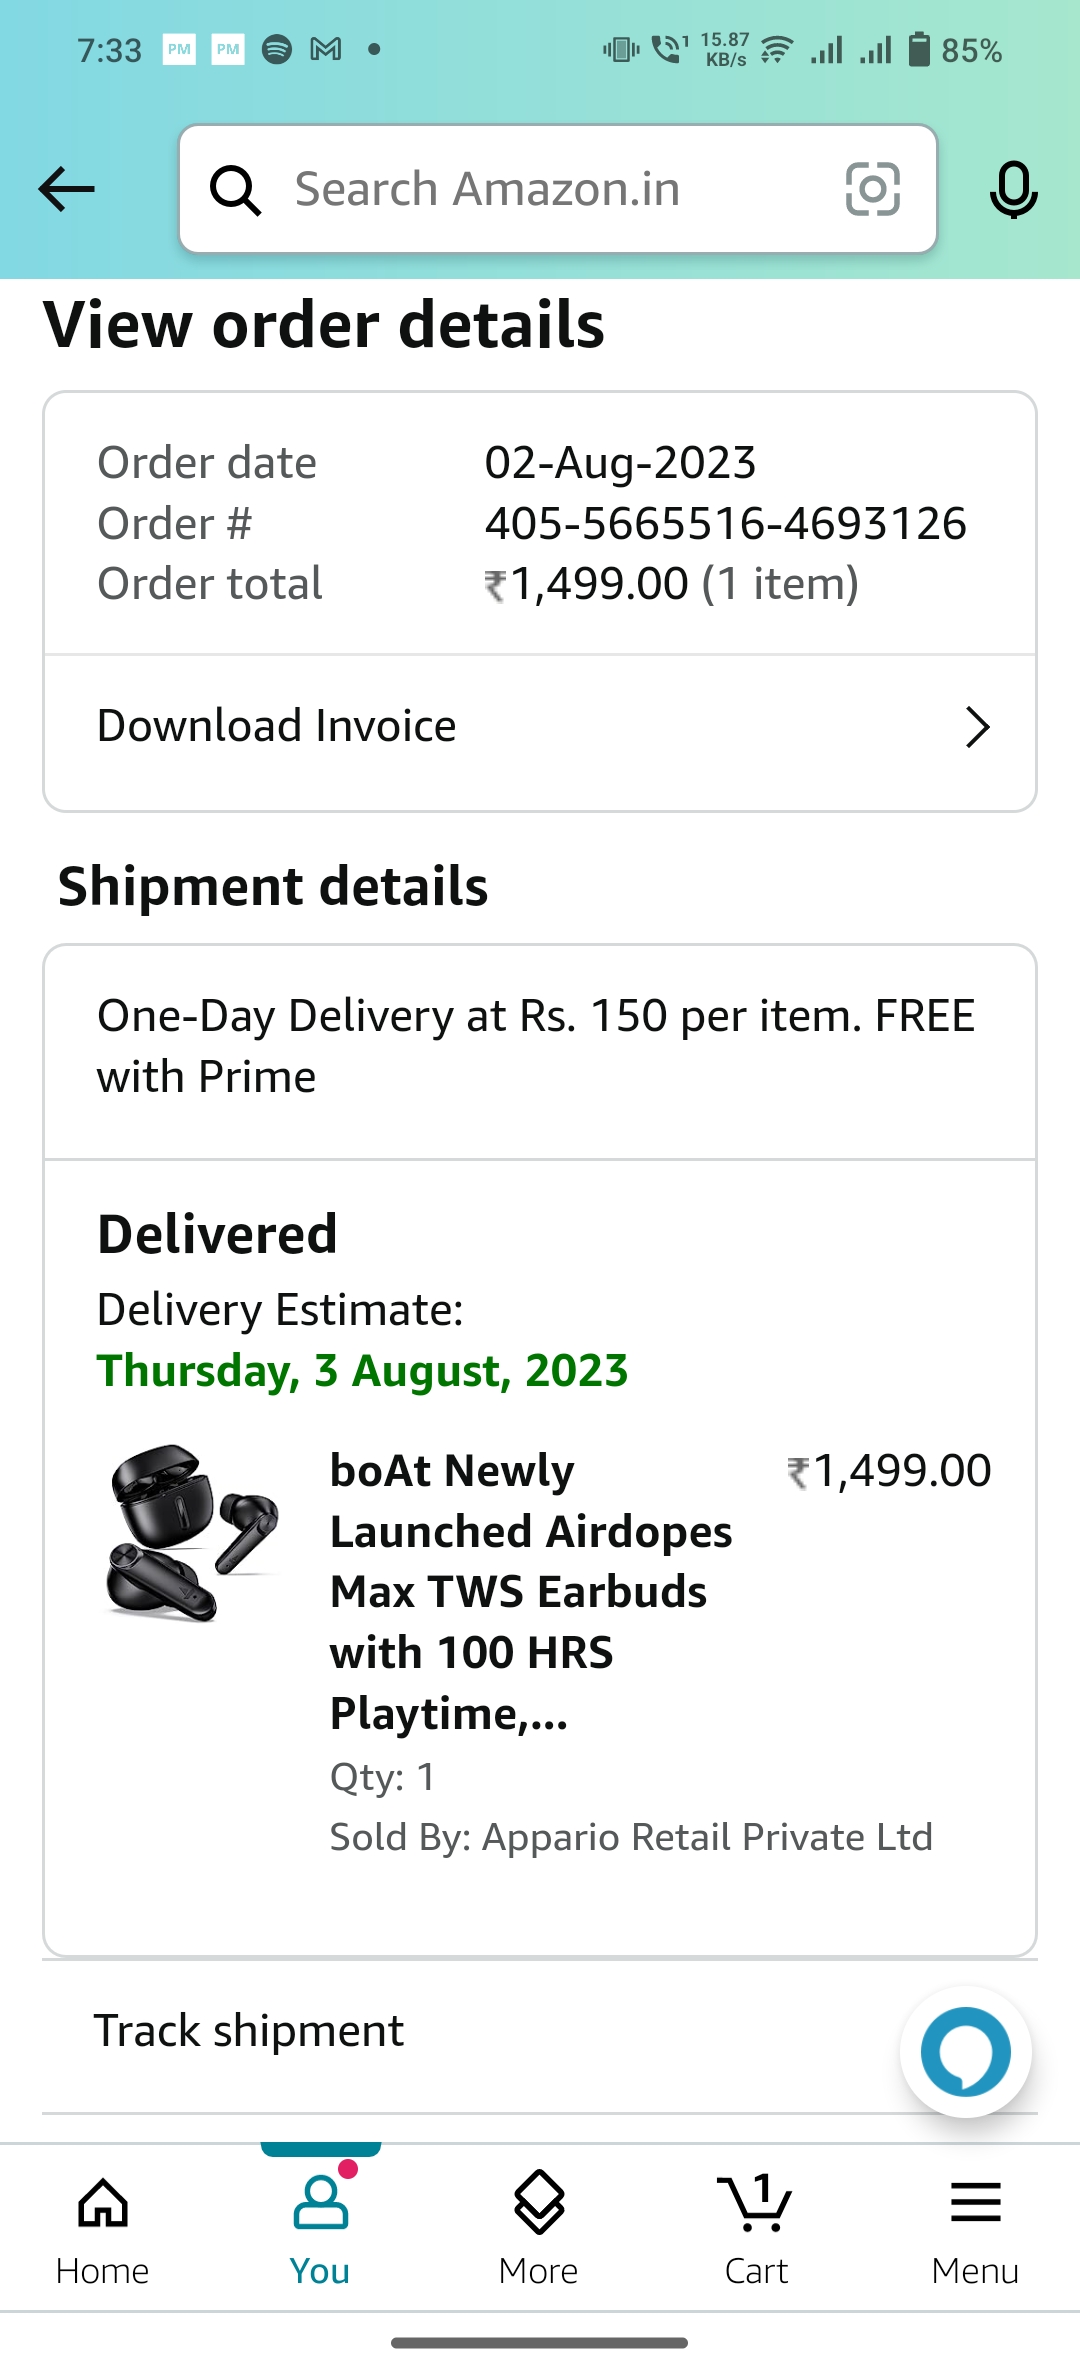 7:33 PM PM 1 15.87 KB/s 85%
Search Amazon.in
View order details
Order date 02-Aug-2023
Order # 405-5665516-4693126
Order total ₹1,499.00 (1 item)
Download Invoice
Shipment details
One-Day Delivery at Rs. 150 per item. FREE
with Prime
Delivered
Delivery Estimate:
Thursday, 3 August, 2023
boAt Newly ₹1,499.00
Launched Airdopes
Max TWS Earbuds
with 100 HRS
Playtime,...
Qty: 1
Sold By: Appario Retail Private Ltd
Track shipment
1
Home You More Cart Menu